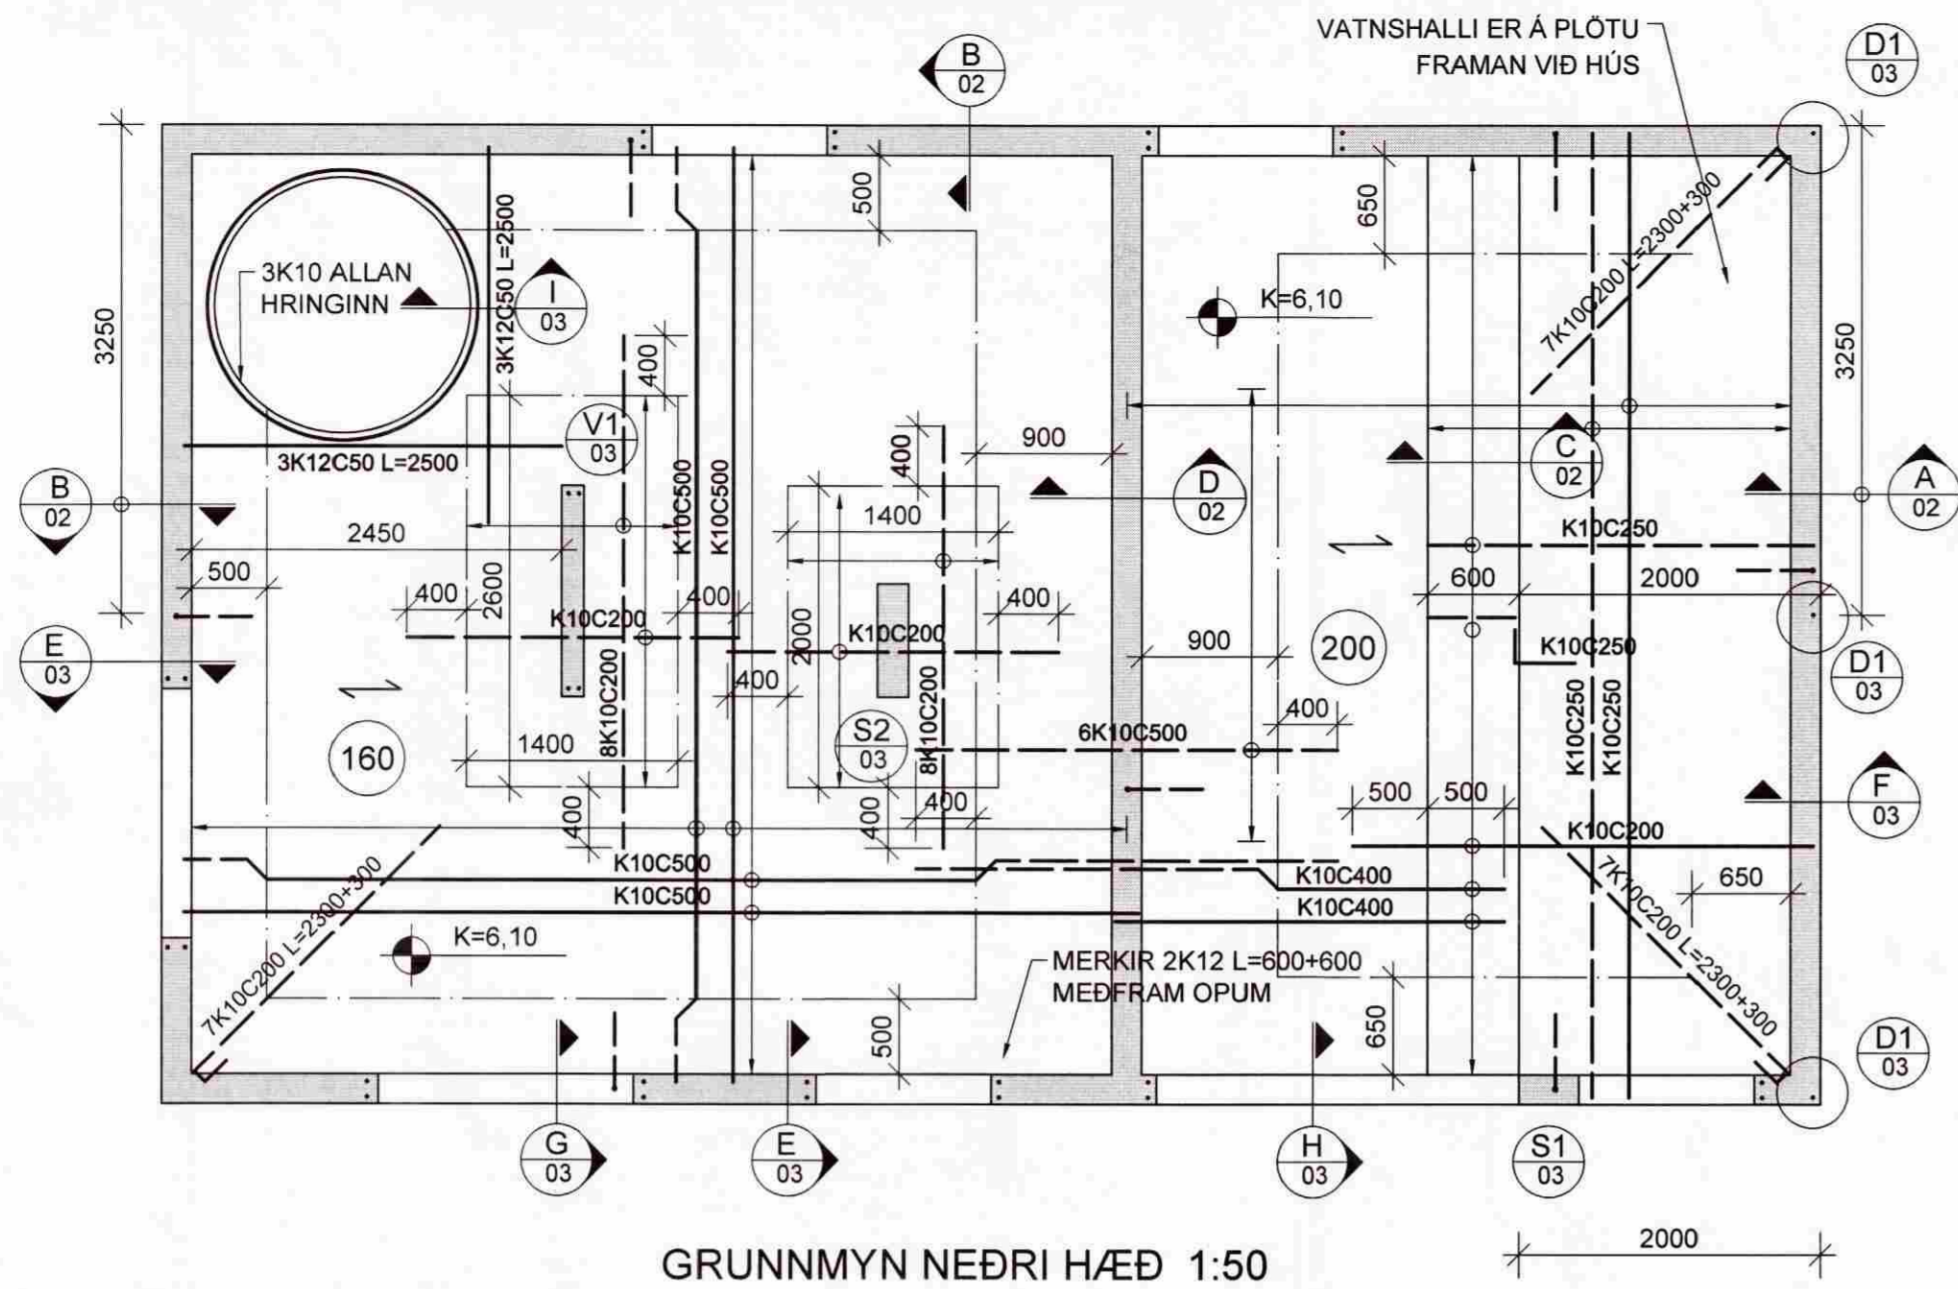 VATNSHALLI ER Á PLÖTU
FRAMAN VIÐ HÚS
D1
03
B
02
3K10 ALLAN
HRINGINN
I
03
3K12C50 L=2500
500
650
7K10C200 L=2300+300
K=6,10
3250
3250
400
V1
03
3K12C50 L=2500
400
900
K10C500
K10C500
B
02
D
02
C
02
A
02
2450
1400
K10C250
500
2600
400
K10C200
400
2000
K10C200
400
600
2000
E
03
8K10C200
400
900
200
K10C250
D1
03
K10C250
K10C250
160
1400
S2
03
8K10C200
6K10C500
400
F
03
400
400
400
500
500
K10C200
K10C500
K10C500
K10C400
K10C400
7K10C200 L=2300+300
650
7K10C200 L=2300+300
K=6,10
MERKIR 2K12 L=600+600
MEÐFRAM OPUM
500
650
D1
03
G
03
E
03
H
03
S1
03
GRUNNMYN NEÐRI HÆÐ 1:50
2000